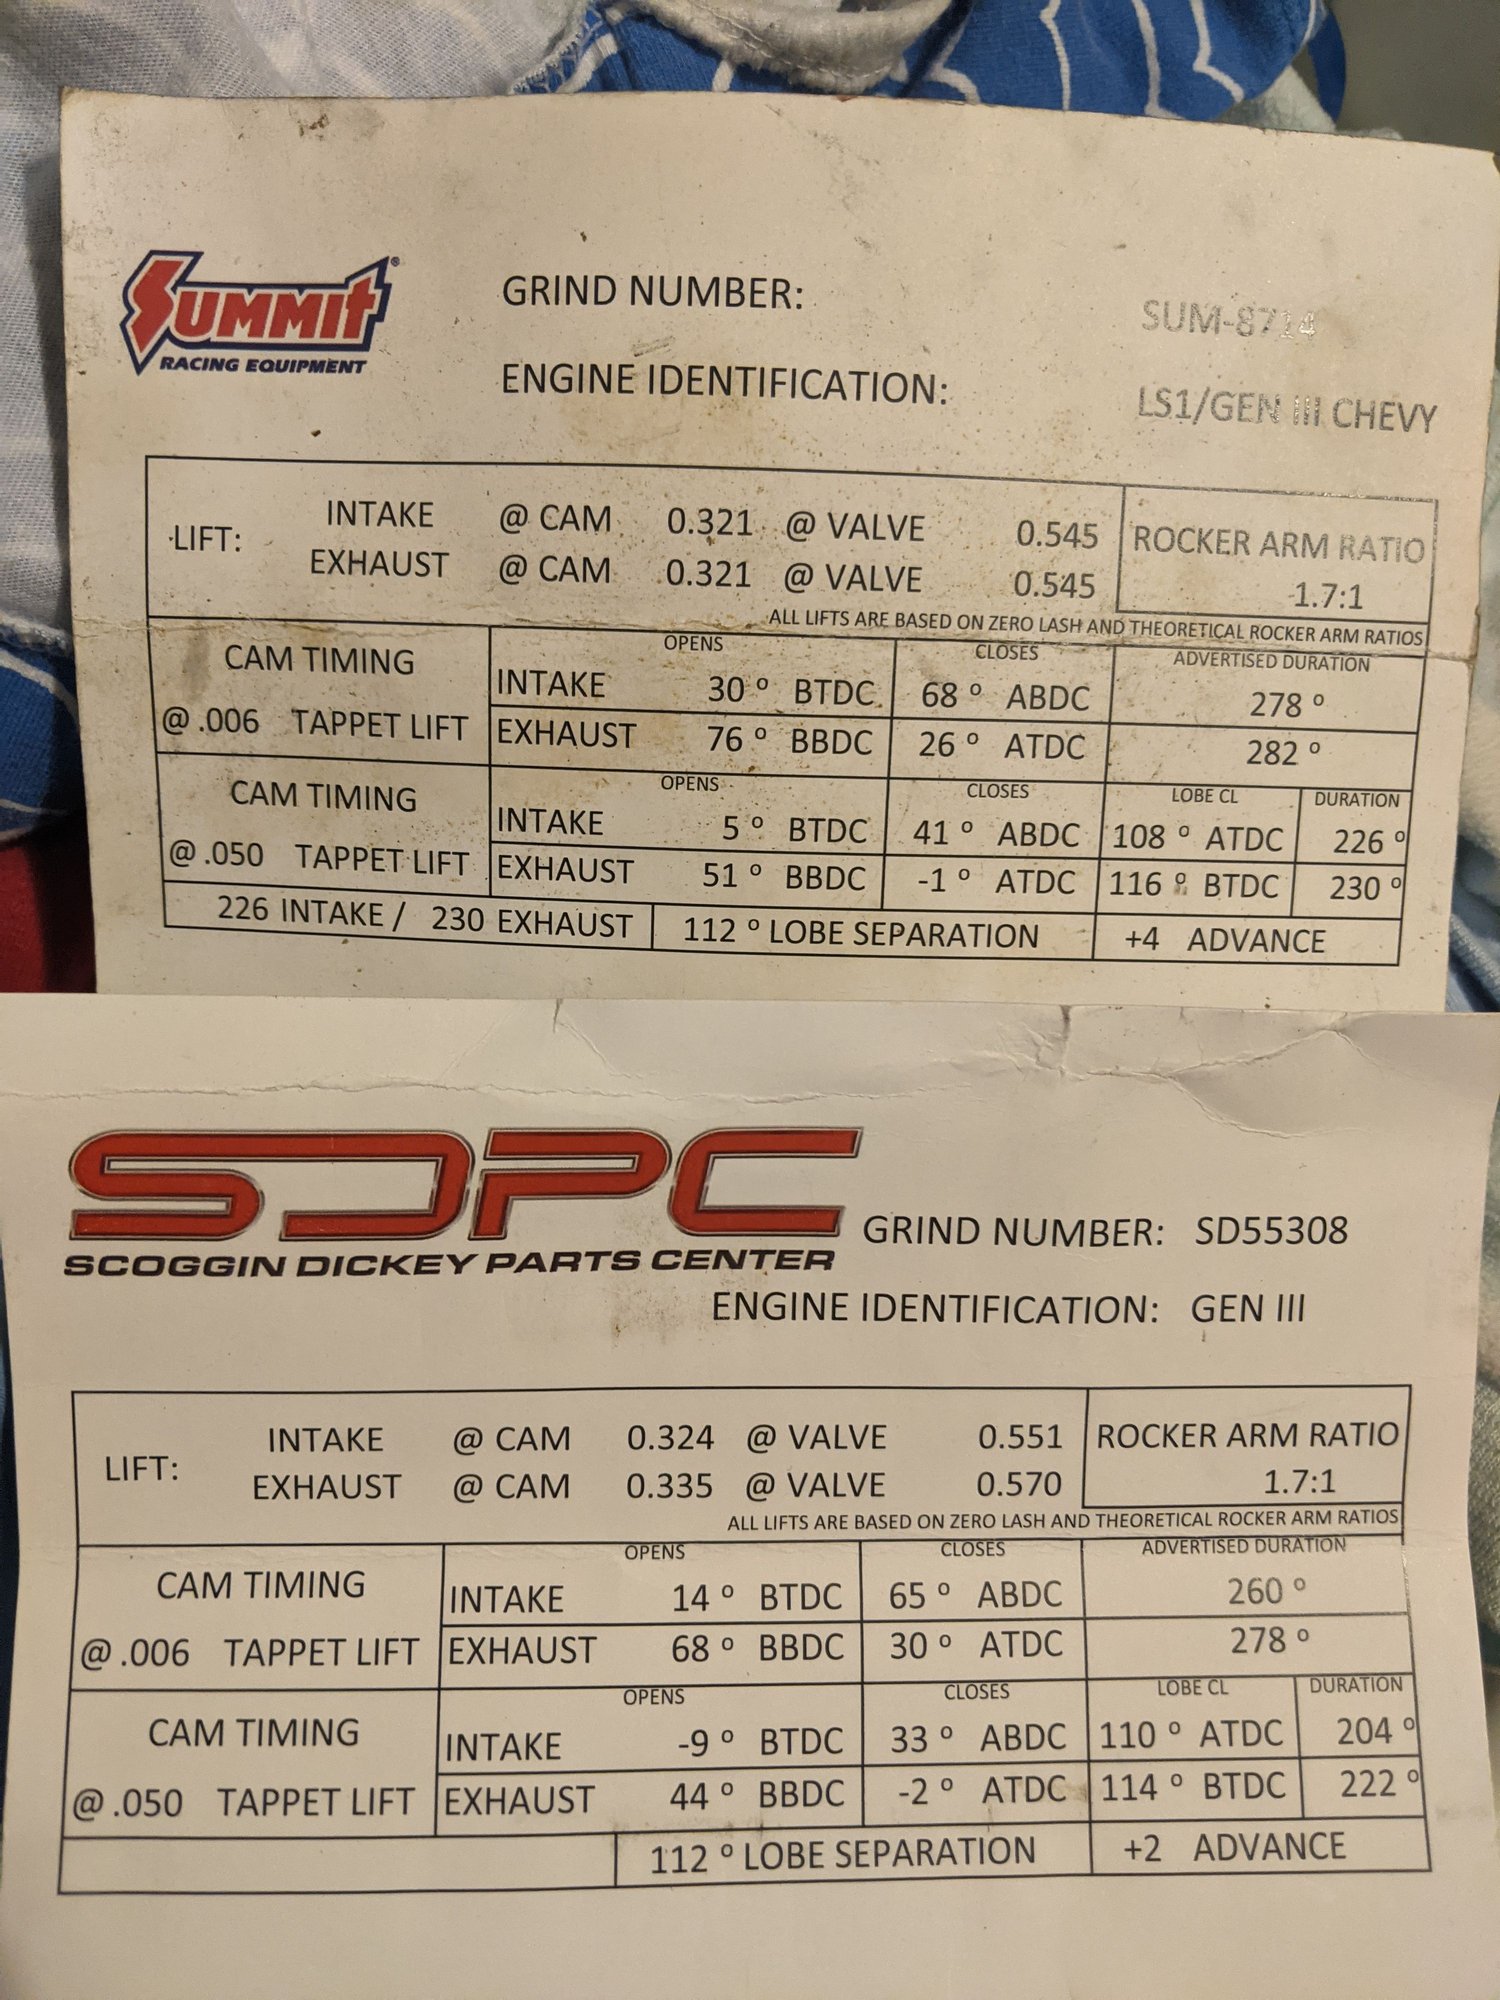 SUMMIT®
RACING EQUIPMENT
GRIND NUMBER: SUM-8714
ENGINE IDENTIFICATION: LS1/GEN III CHEVY
LIFT:
INTAKE @ CAM 0.321 @ VALVE 0.545
EXHAUST @ CAM 0.321 @ VALVE 0.545
ROCKER ARM RATIO
1.7:1
ALL LIFTS ARE BASED ON ZERO LASH AND THEORETICAL ROCKER ARM RATIOS
CAM TIMING
@ .006 TAPPET LIFT
OPENS CLOSES ADVERTISED DURATION
INTAKE 30 º BTDC 68 º ABDC 278 º
EXHAUST 76 º BBDC 26 º ATDC 282 º
CAM TIMING
@ .050 TAPPET LIFT
OPENS CLOSES LOBE CL DURATION
INTAKE 5 º BTDC 41 º ABDC 108 º ATDC 226 º
EXHAUST 51 º BBDC -1 º ATDC 116 º BTDC 230 º
226 INTAKE / 230 EXHAUST 112 º LOBE SEPARATION +4 ADVANCE
SDPC
SCOGGIN DICKEY PARTS CENTER
GRIND NUMBER: SD55308
ENGINE IDENTIFICATION: GEN III
LIFT:
INTAKE @ CAM 0.324 @ VALVE 0.551
EXHAUST @ CAM 0.335 @ VALVE 0.570
ROCKER ARM RATIO
1.7:1
ALL LIFTS ARE BASED ON ZERO LASH AND THEORETICAL ROCKER ARM RATIOS
CAM TIMING
@ .006 TAPPET LIFT
OPENS CLOSES ADVERTISED DURATION
INTAKE 14 º BTDC 65 º ABDC 260 º
EXHAUST 68 º BBDC 30 º ATDC 278 º
CAM TIMING
@ .050 TAPPET LIFT
OPENS CLOSES LOBE CL DURATION
INTAKE -9 º BTDC 33 º ABDC 110 º ATDC 204 º
EXHAUST 44 º BBDC -2 º ATDC 114 º BTDC 222 º
112 º LOBE SEPARATION +2 ADVANCE